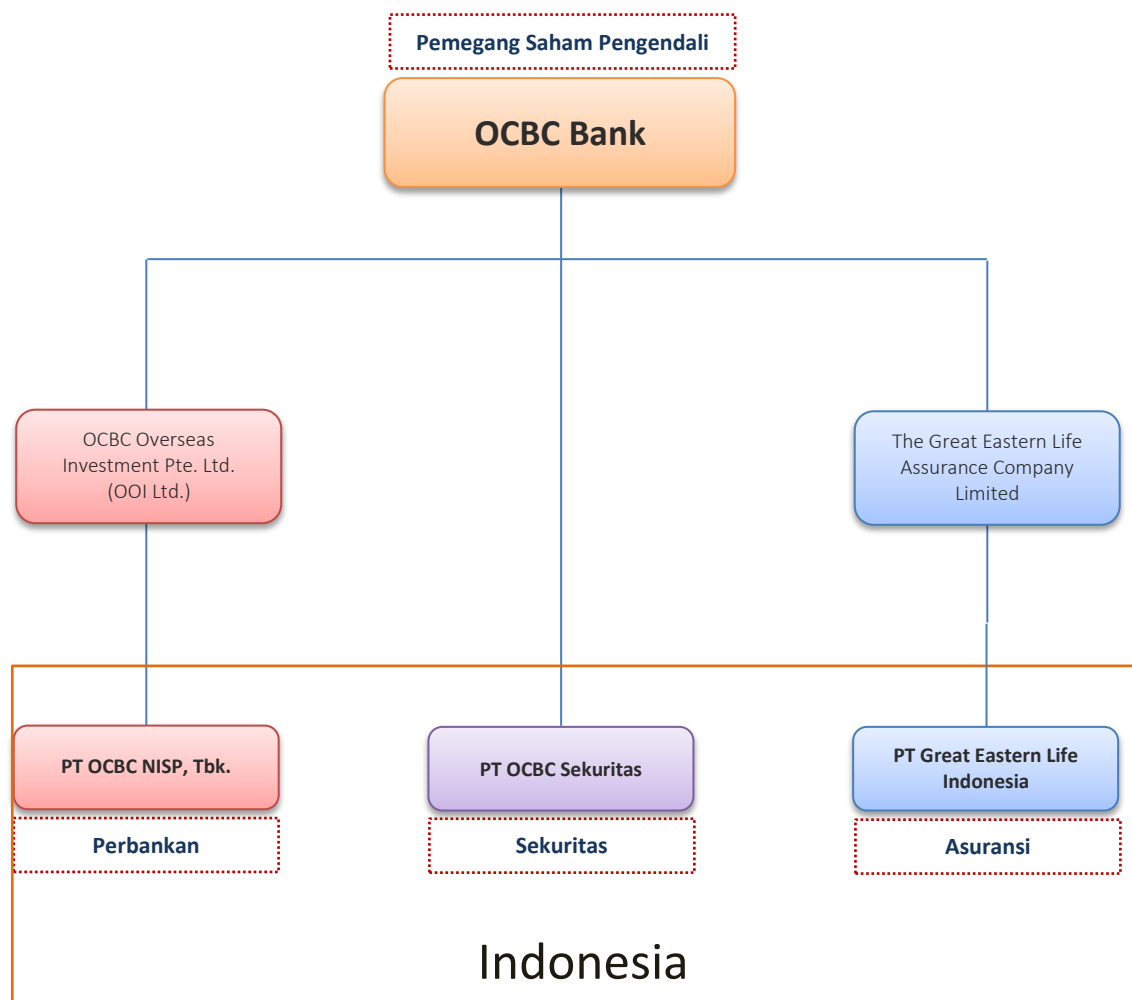 Pemegang Saham Pengendali
OCBC Bank
OCBC Overseas
Investment Pte. Ltd.
(OOI Ltd.)
The Great Eastern Life
Assurance Company
Limited
PT OCBC NISP, Tbk.
PT OCBC Sekuritas
PT Great Eastern Life
Indonesia
Perbankan
Sekuritas
Asuransi
Indonesia